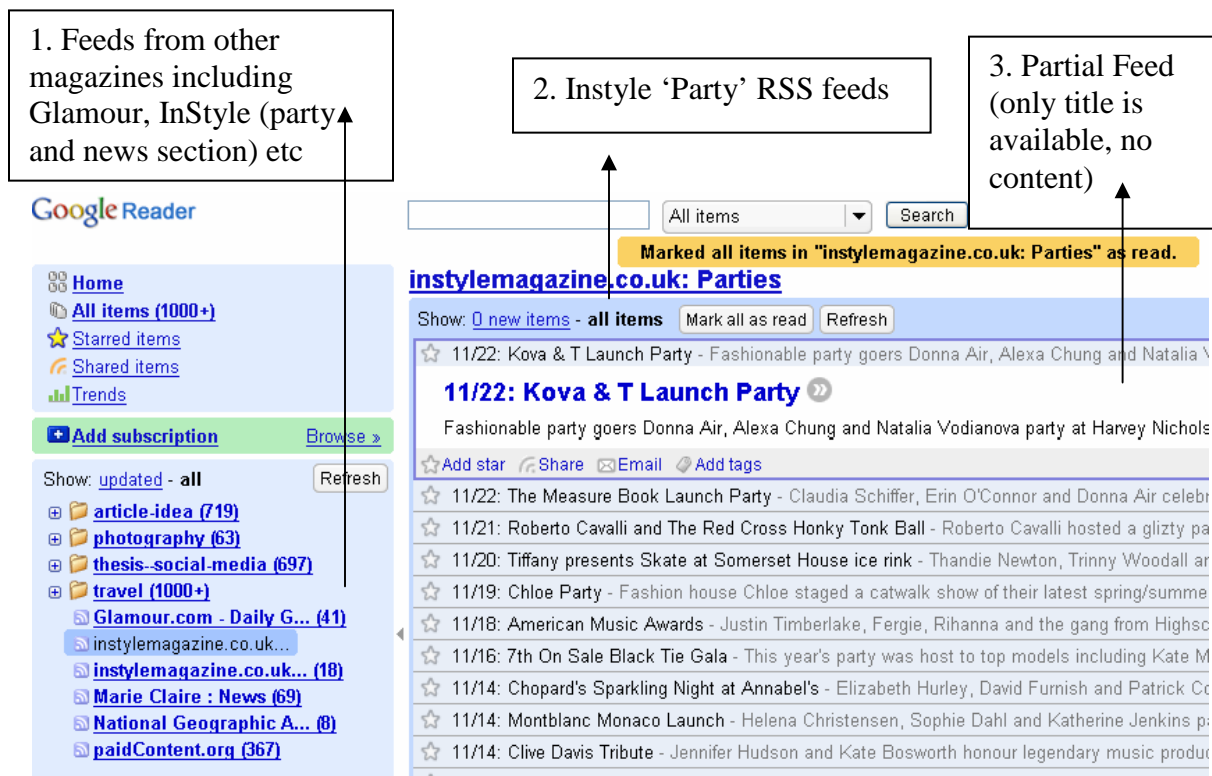 1. Feeds from other
magazines including
Glamour, InStyle (party
and news section) etc
2. Instyle ‘Party’ RSS feeds
3. Partial Feed
(only title is
available, no
content)
Google Reader
All items
Search
Marked all items in "instylemagazine.co.uk: Parties" as read.
Home
All items (1000+)
Starred items
Shared items
Trends
Add subscription
Browse »
Show: updated - all
Refresh
article-idea (719)
photography (63)
thesis--social-media (697)
travel (1000+)
Glamour.com - Daily G... (41)
instylemagazine.co.uk...
instylemagazine.co.uk... (18)
Marie Claire : News (69)
National Geographic A... (8)
paidContent.org (367)
instylemagazine.co.uk: Parties
Show: 0 new items - all items Mark all as read Refresh
11/22: Kova & T Launch Party - Fashionable party goers Donna Air, Alexa Chung and Natalia
11/22: Kova & T Launch Party
Fashionable party goers Donna Air, Alexa Chung and Natalia Vodianova party at Harvey Nichols
Add star Share Email Add tags
11/22: The Measure Book Launch Party - Claudia Schiffer, Erin O'Connor and Donna Air celebr
11/21: Roberto Cavalli and The Red Cross Honky Tonk Ball - Roberto Cavalli hosted a glizty pa
11/20: Tiffany presents Skate at Somerset House ice rink - Thandie Newton, Trinny Woodall an
11/19: Chloe Party - Fashion house Chloe staged a catwalk show of their latest spring/summe
11/18: American Music Awards - Justin Timberlake, Fergie, Rihanna and the gang from Highsc
11/16: 7th On Sale Black Tie Gala - This year's party was host to top models including Kate M
11/14: Chopard's Sparkling Night at Annabel's - Elizabeth Hurley, David Furnish and Patrick Co
11/14: Montblanc Monaco Launch - Helena Christensen, Sophie Dahl and Katherine Jenkins pa
11/14: Clive Davis Tribute - Jennifer Hudson and Kate Bosworth honour legendary music produc